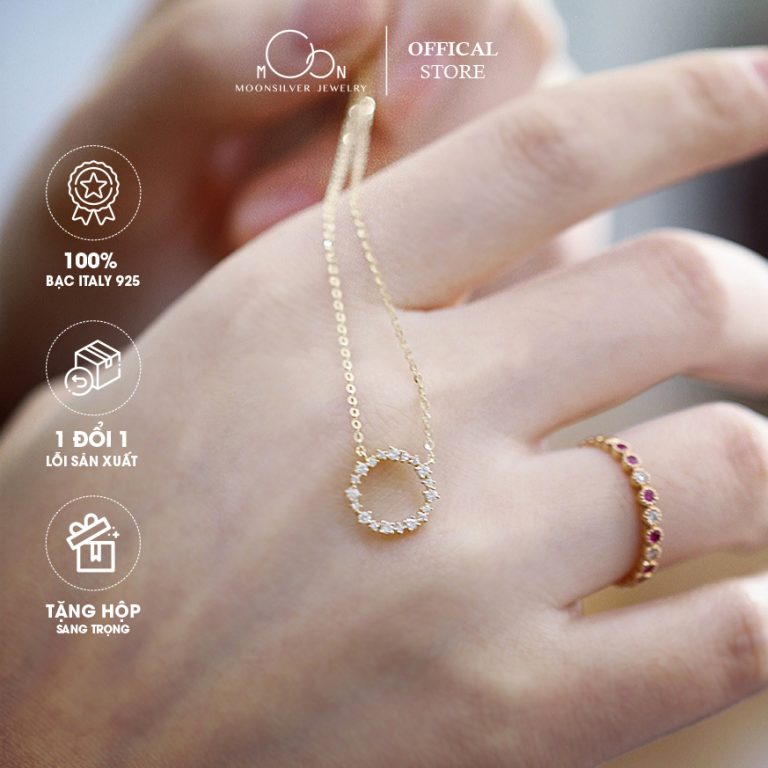 MOON
MOONSILVER JEWELRY
OFFICAL
STORE
100%
BẠC ITALY 925
1 ĐỔI 1
LỖI SẢN XUẤT
TẶNG HỘP
SANG TRỌNG